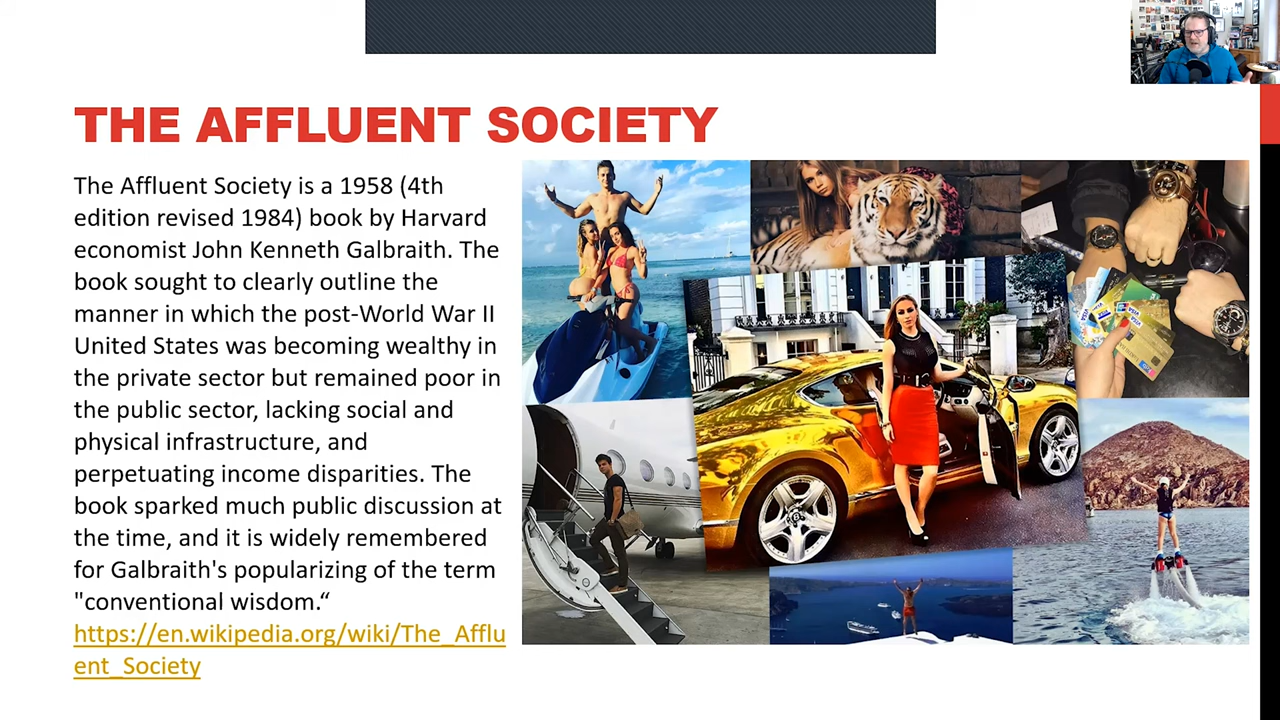 THE AFFLUENT SOCIETY
The Affluent Society is a 1958 (4th
edition revised 1984) book by Harvard
economist John Kenneth Galbraith. The
book sought to clearly outline the
manner in which the post-World War II
United States was becoming wealthy in
the private sector but remained poor in
the public sector, lacking social and
physical infrastructure, and
perpetuating income disparities. The
book sparked much public discussion at
the time, and it is widely remembered
for Galbraith's popularizing of the term
"conventional wisdom.“
https://en.wikipedia.org/wiki/The_Afflu
ent_Society
VISA
VISA